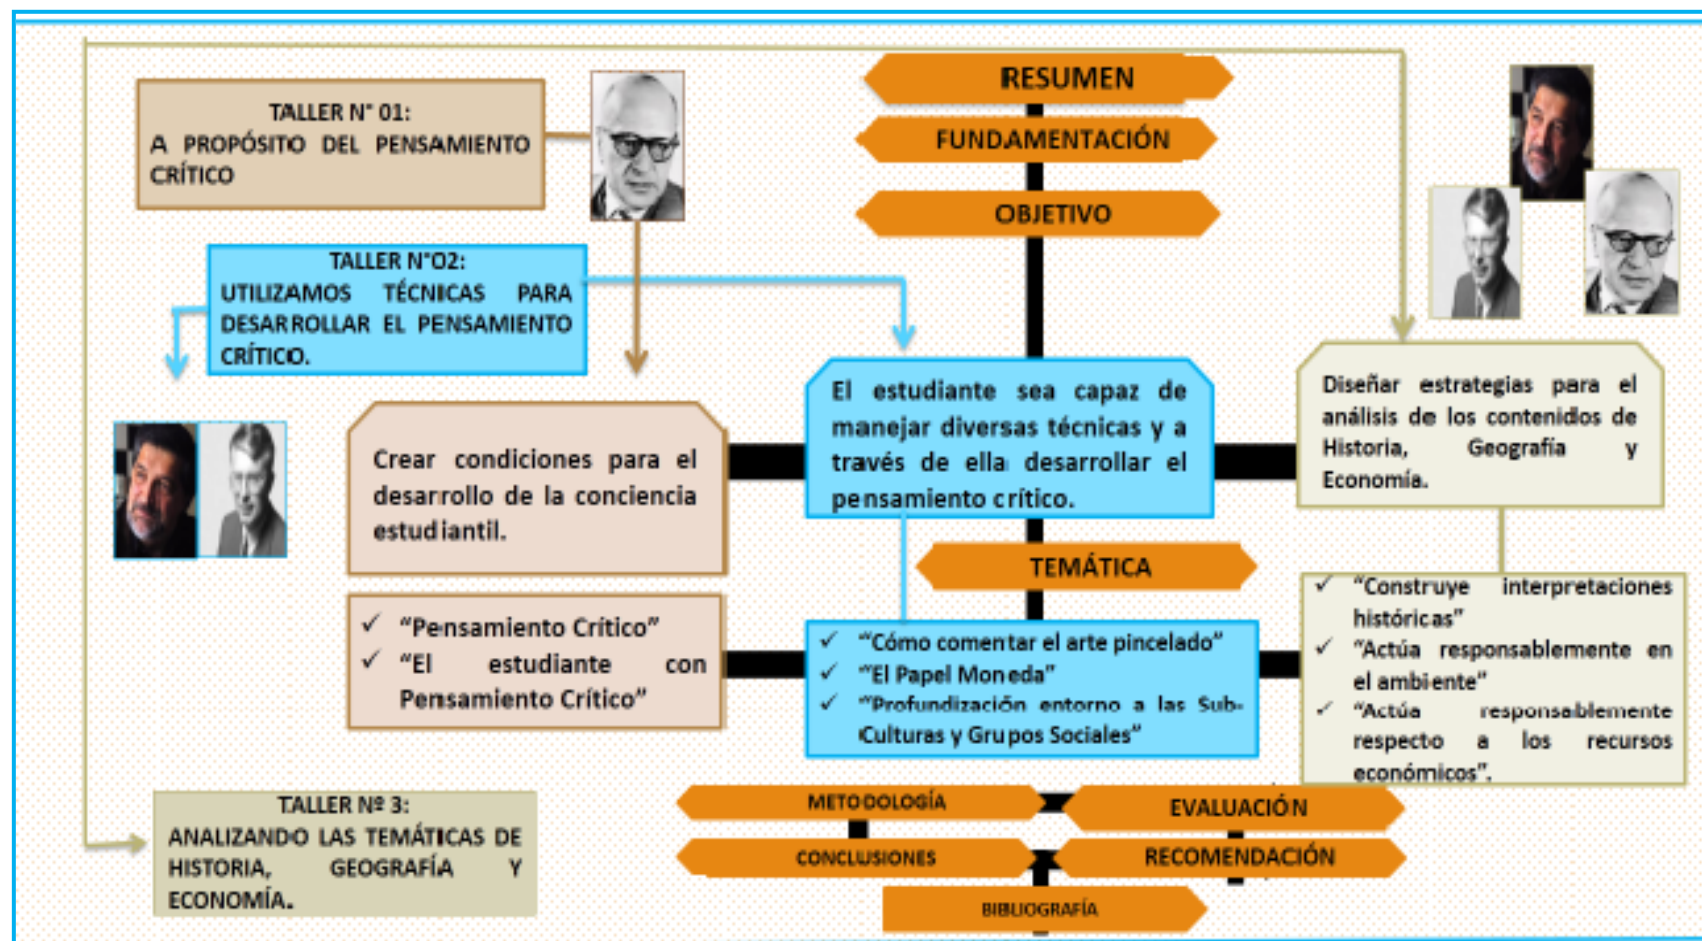 TALLER N° 01:
A PROPÓSITO DEL PENSAMIENTO
CRÍTICO
RESUMEN
FUNDAMENTACIÓN
OBJETIVO
TALLER N°02:
UTILIZAMOS TÉCNICAS PARA
DESARROLLAR EL PENSAMIENTO
CRÍTICO.
Crear condiciones para el
desarrollo de la conciencia
estudiantil.
El estudiante sea capaz de
manejar diversas técnicas y a
través de ella desarrollar el
pensamiento crítico.
Diseñar estrategias para el
análisis de los contenidos de
Historia, Geografía y
Economía.
TEMÁTICA
✓ “Pensamiento Crítico”
✓ “El estudiante con
Pensamiento Crítico”
✓ “Cómo comentar el arte pincelado”
✓ “El Papel Moneda”
✓ “Profundización entorno a las Sub-
Culturas y Grupos Sociales”
✓ “Construye interpretaciones
históricas”
✓ “Actúa responsablemente en
el ambiente”
✓ “Actúa responsablemente
respecto a los recursos
económicos”.
TALLER Nº 3:
ANALIZANDO LAS TEMÁTICAS DE
HISTORIA, GEOGRAFÍA Y
ECONOMÍA.
METODOLOGÍA
EVALUACIÓN
CONCLUSIONES
RECOMENDACIÓN
BIBLIOGRAFÍA